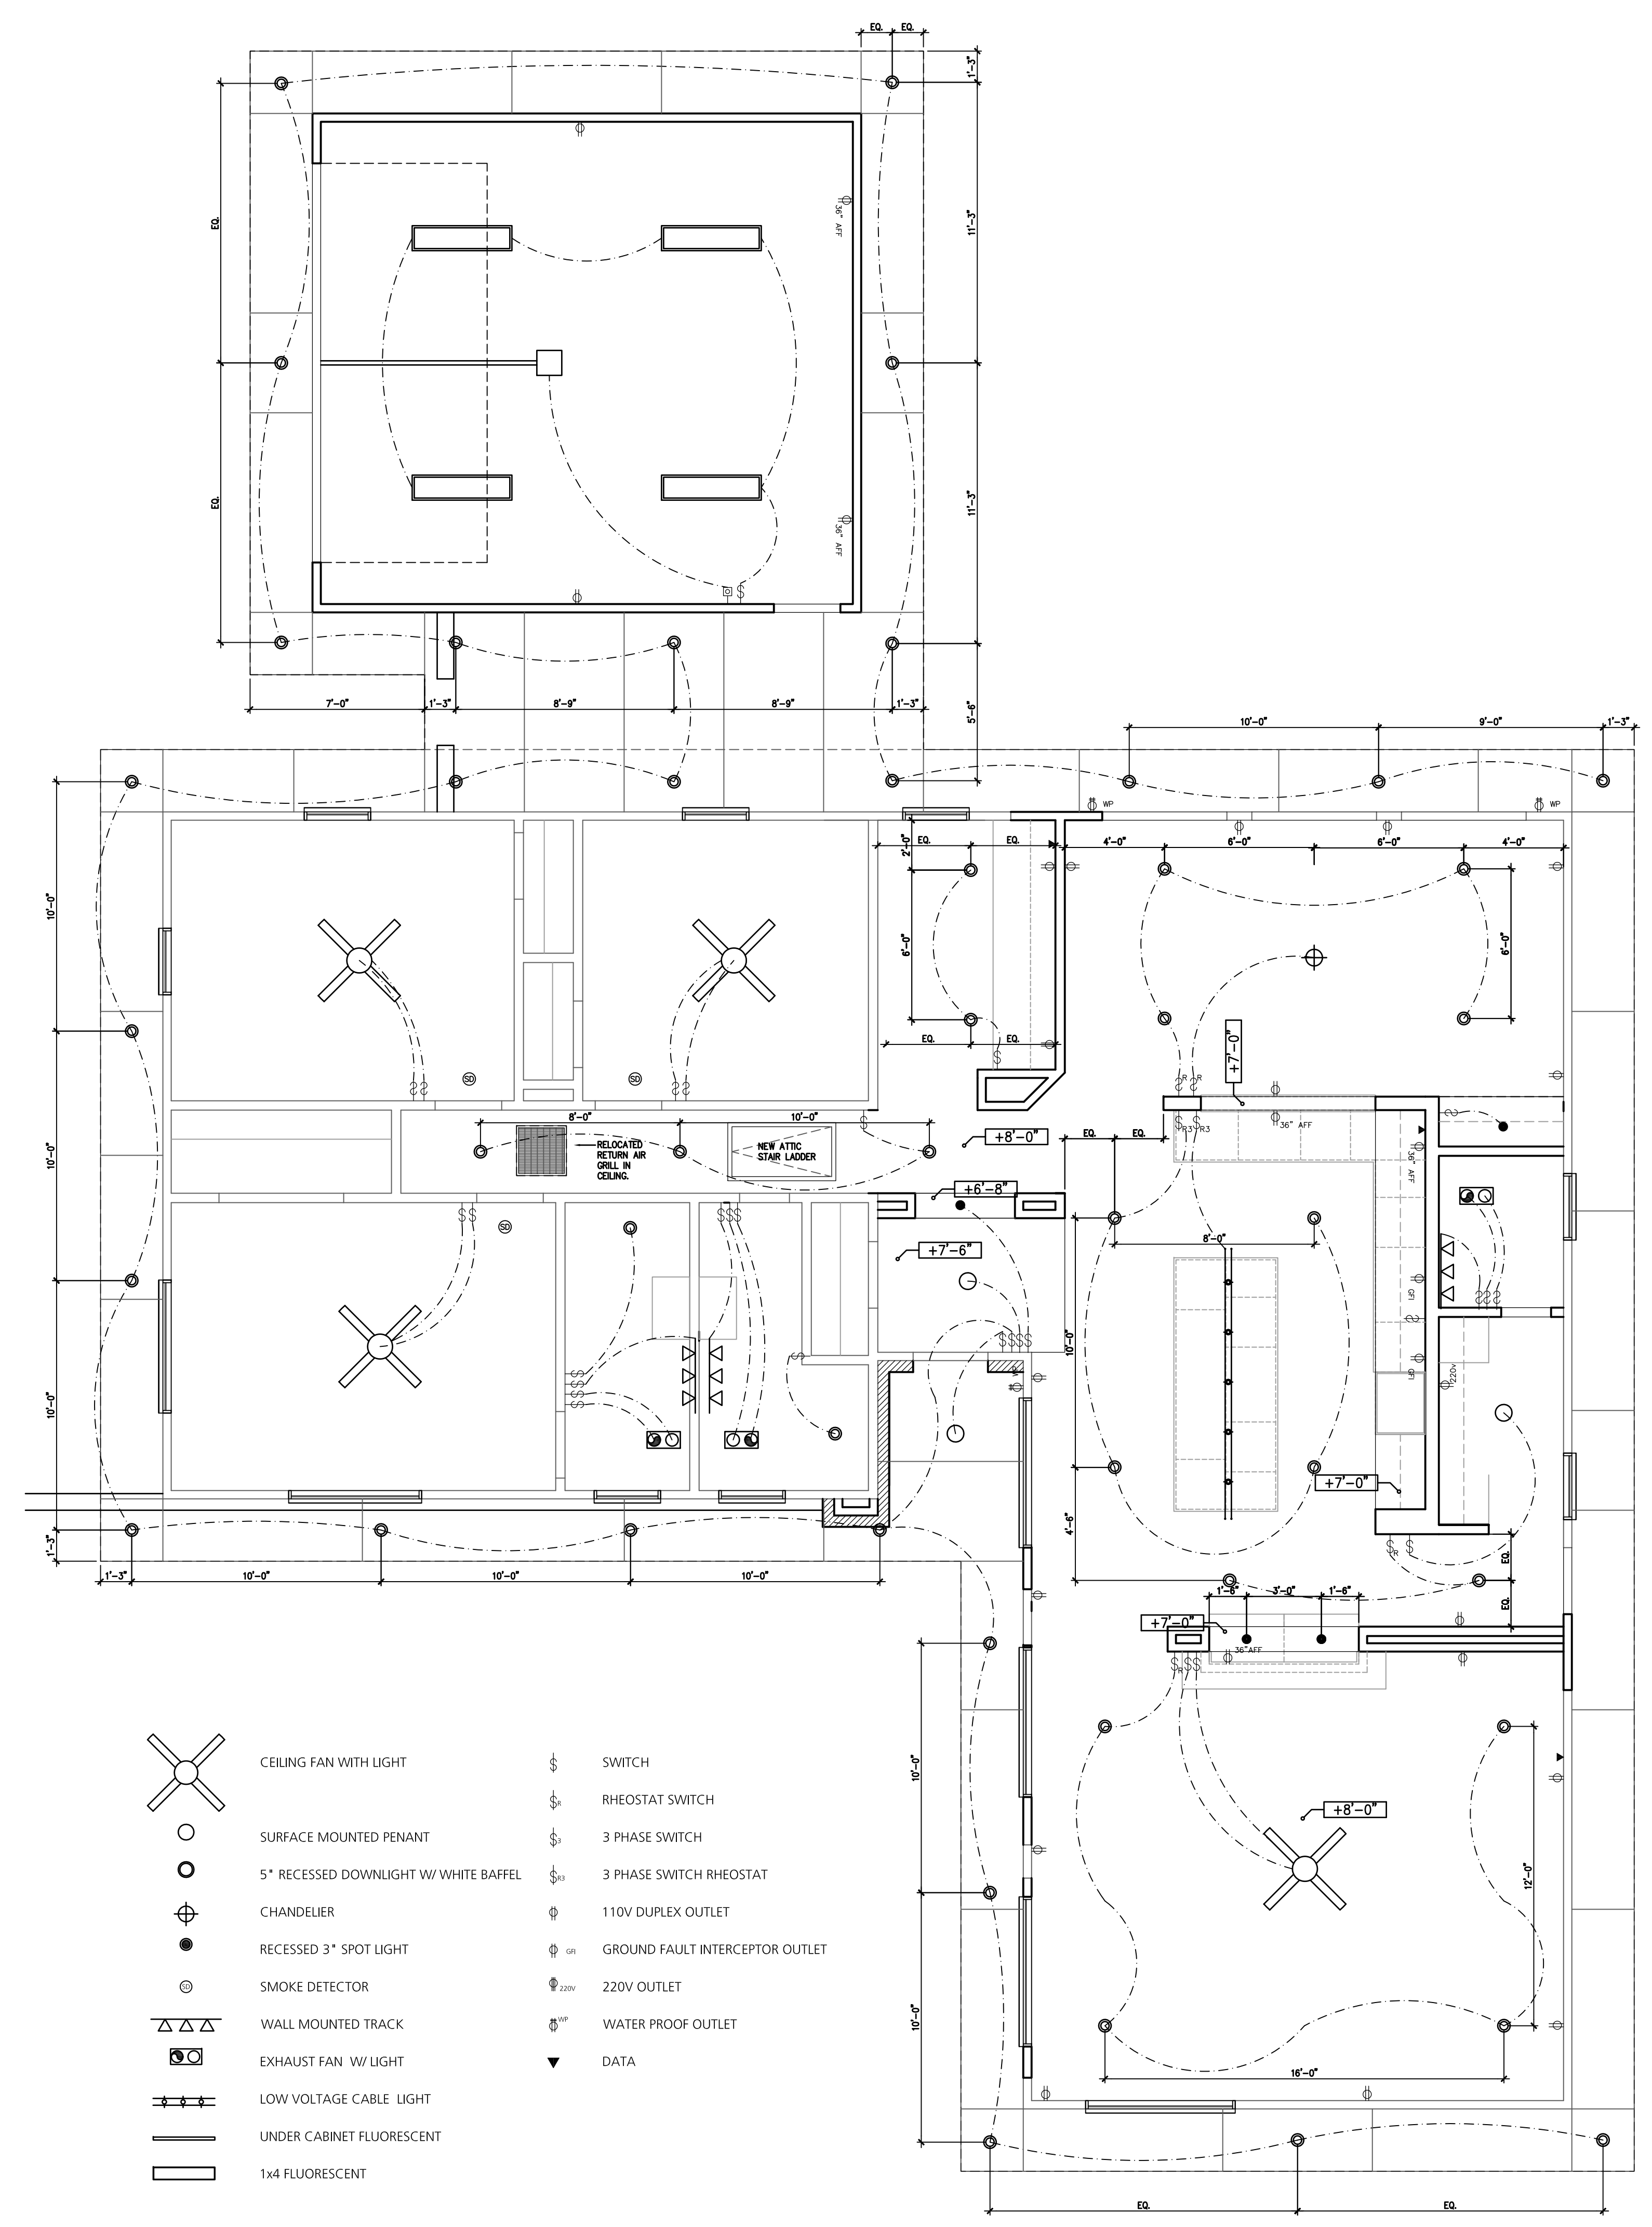 EQ. EQ.
1'-3"
36" AFF
EQ.
11'-3"
EQ.
11'-3"
36" AFF
$
7'-0" 1'-3" 8'-9" 8'-9" 1'-3"
5'-6"
10'-0" 9'-0" 1'-3"
WP WP
2'-0" EQ. EQ. 4'-0" 6'-0" 6'-0" 4'-0"
10'-0"
6'-0" 6'-0"
EQ. EQ.
+7'-0"
SD SD
R R
8'-0" 10'-0"
R3 R3 36" AFF
+8'-0" EQ. EQ.
RELOCATED
RETURN AIR
GRILL IN
CEILING.
NEW ATTIC
STAIR LADDER
10'-0"
36" AFF
+6'-8"
SD
8'-0"
+7'-6"
GFI
10'-0"
WP
GFI
220v
10'-0"
+7'-0"
4'-6"
R
EQ.
1'-3"
1'-3" 10'-0" 10'-0" 10'-0"
1'-6" 3'-0" 1'-6"
EQ.
+7'-0"
36"AFF
R
10'-0"
+8'-0"
12'-0"
10'-0"
16'-0"
EQ. EQ.
CEILING FAN WITH LIGHT
SURFACE MOUNTED PENANT
5" RECESSED DOWNLIGHT W/ WHITE BAFFEL
CHANDELIER
RECESSED 3" SPOT LIGHT
SD SMOKE DETECTOR
WALL MOUNTED TRACK
EXHAUST FAN W/ LIGHT
LOW VOLTAGE CABLE LIGHT
UNDER CABINET FLUORESCENT
1x4 FLUORESCENT
$ SWITCH
$R RHEOSTAT SWITCH
$3 3 PHASE SWITCH
$R3 3 PHASE SWITCH RHEOSTAT
110V DUPLEX OUTLET
GFI GROUND FAULT INTERCEPTOR OUTLET
220V 220V OUTLET
WP WATER PROOF OUTLET
DATA